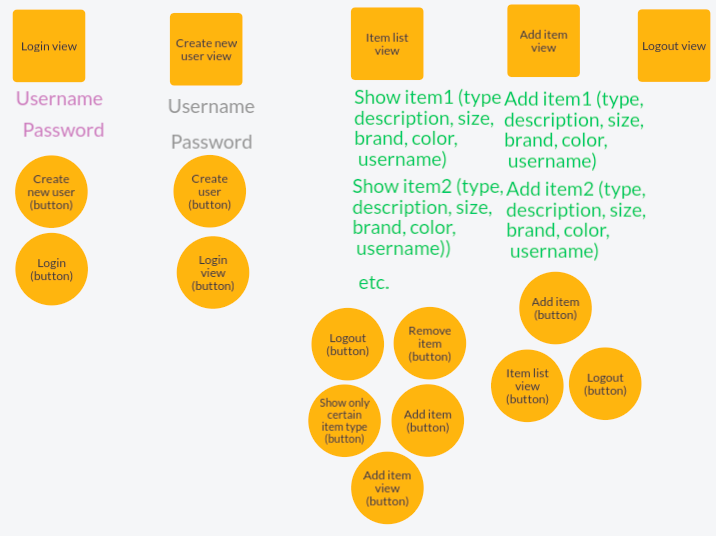 Login view
Username
Password
Create
new user
(button)
Login
(button)
Create new
user view
Username
Password
Create
user
(button)
Login
view
(button)
Item list
view
Show item1 (type
description, size,
brand, color,
username)
Show item2 (type,
description, size,
brand, color,
username))
etc.
Logout
(button)
Remove
item
(button)
Show only
certain
item type
(button)
Add item
(button)
Add item
view
(button)
Add item
view
Add item1 (type,
description, size,
brand, color,
username)
Add item2 (type,
description, size,
brand, color,
username)
Add item
(button)
Item list
view
(button)
Logout
(button)
Logout view